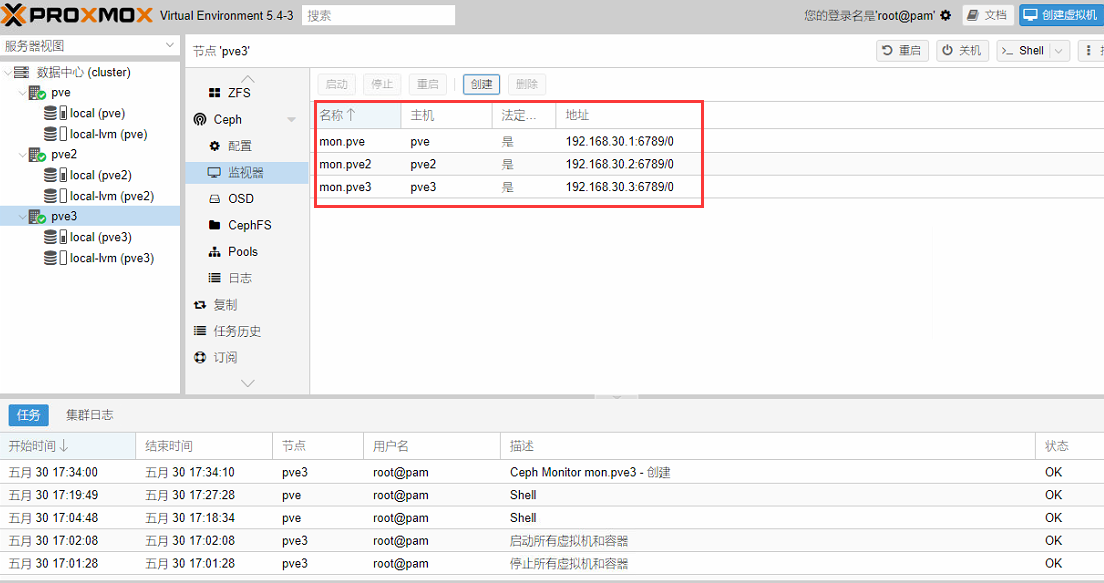 PROXMOX Virtual Environment 5.4-3 搜索 您的登录名是'root@pam' 文档 创建虚拟机
服务器视图
数据中心 (cluster)
pve
local (pve)
local-lvm (pve)
pve2
local (pve2)
local-lvm (pve2)
pve3
local (pve3)
local-lvm (pve3)
节点 'pve3' 重启 关机 >_ Shell
ZFS
Ceph
配置
监视器
OSD
CephFS
Pools
日志
复制
任务历史
订阅
启动 停止 重启 创建 删除
名称↑ 主机 法定... 地址
mon.pve pve 是 192.168.30.1:6789/0
mon.pve2 pve2 是 192.168.30.2:6789/0
mon.pve3 pve3 是 192.168.30.3:6789/0
任务 集群日志
开始时间↓ 结束时间 节点 用户名 描述 状态
五月 30 17:34:00 五月 30 17:34:10 pve3 root@pam Ceph Monitor mon.pve3 - 创建 OK
五月 30 17:19:49 五月 30 17:27:28 pve root@pam Shell OK
五月 30 17:04:48 五月 30 17:18:34 pve root@pam Shell OK
五月 30 17:02:08 五月 30 17:02:08 pve3 root@pam 启动所有虚拟机和容器 OK
五月 30 17:01:28 五月 30 17:01:28 pve3 root@pam 停止所有虚拟机和容器 OK